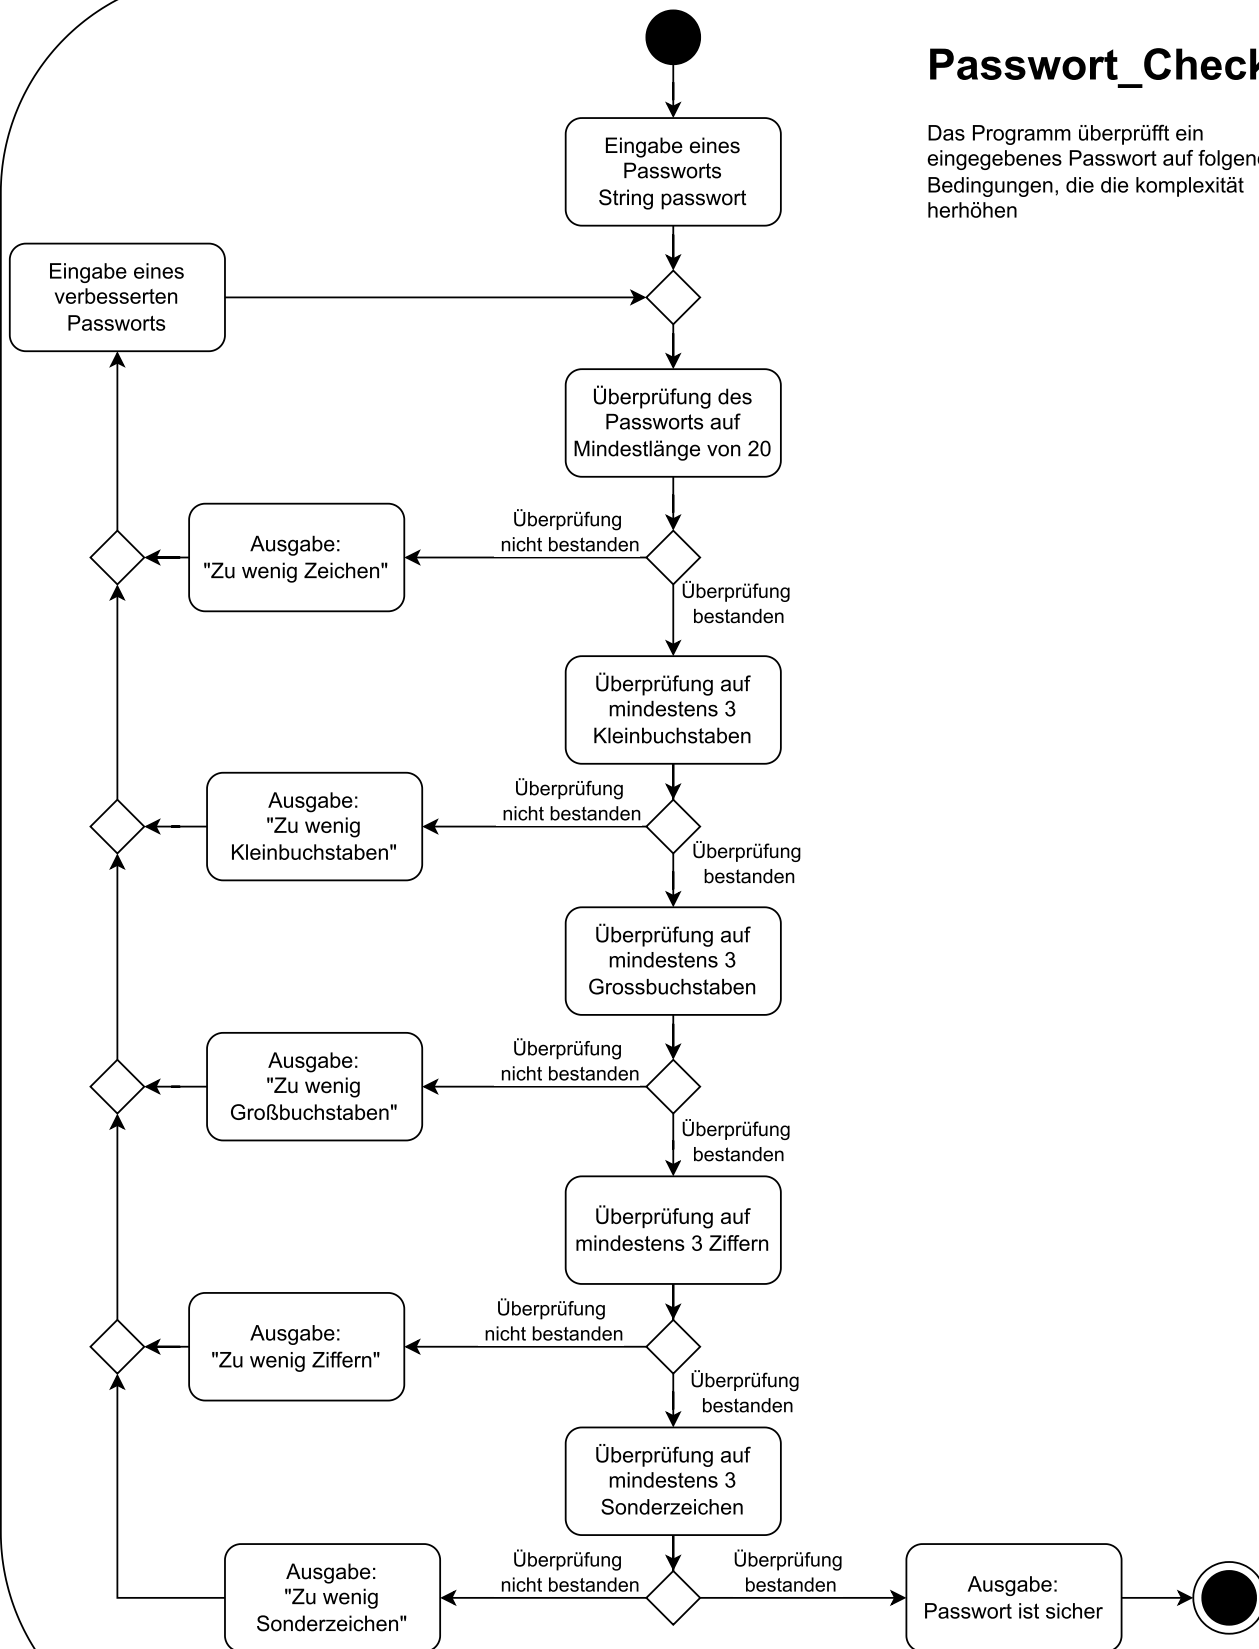 Passwort_Check
Das Programm überprüfft ein
eingegebenes Passwort auf
Bedingungen, die die komplexität
herhöhen
Eingabe eines
Passworts
String passwort
Eingabe eines
verbesserten
Passworts
Überprüfung des
Passworts auf
Mindestlänge von 20
Überprüfung
nicht bestanden
Ausgabe:
"Zu wenig Zeichen"
Überprüfung
bestanden
Überprüfung auf
mindestens 3
Kleinbuchstaben
Überprüfung
nicht bestanden
Ausgabe:
"Zu wenig
Kleinbuchstaben"
Überprüfung
bestanden
Überprüfung auf
mindestens 3
Grossbuchstaben
Überprüfung
nicht bestanden
Ausgabe:
"Zu wenig
Großbuchstaben"
Überprüfung
bestanden
Überprüfung auf
mindestens 3 Ziffern
Überprüfung
nicht bestanden
Ausgabe:
"Zu wenig Ziffern"
Überprüfung
bestanden
Überprüfung auf
mindestens 3
Sonderzeichen
Überprüfung
nicht bestanden
Überprüfung
bestanden
Ausgabe:
"Zu wenig
Sonderzeichen"
Ausgabe:
Passwort ist sicher